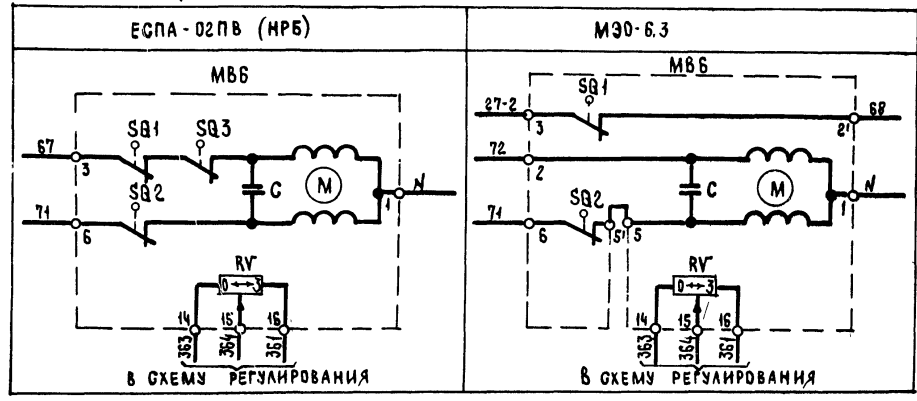 ЕСПА-02ПВ (НРБ)
МЭО-6.3
МВ6
SQ1
SQ3
67
3
SQ2
C
M
1
N
71
6
RV
0↔3
14
15
16
363
364
361
В СХЕМУ РЕГУЛИРОВАНИЯ
МВ6
SQ1
27-2
3
2'
68
72
2
C
M
1
N
SQ2
71
6
5'
5
RV
0↔3
14
15
16
363
364
361
В СХЕМУ РЕГУЛИРОВАНИЯ